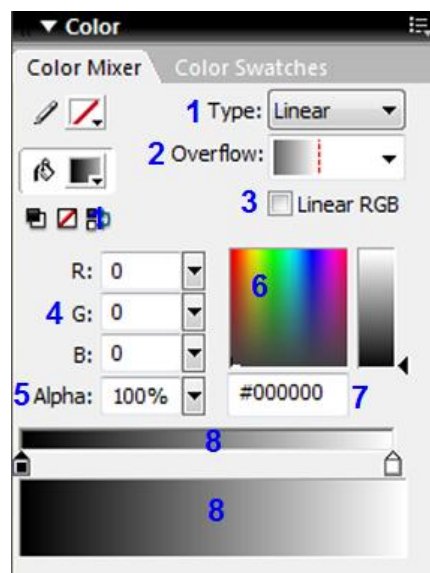 Color
Color Mixer Color Swatches
1 Type: Linear
2 Overflow:
3 Linear RGB
1
R: 0
6
4 G: 0
B: 0
5 Alpha: 100% #000000 7
8
8